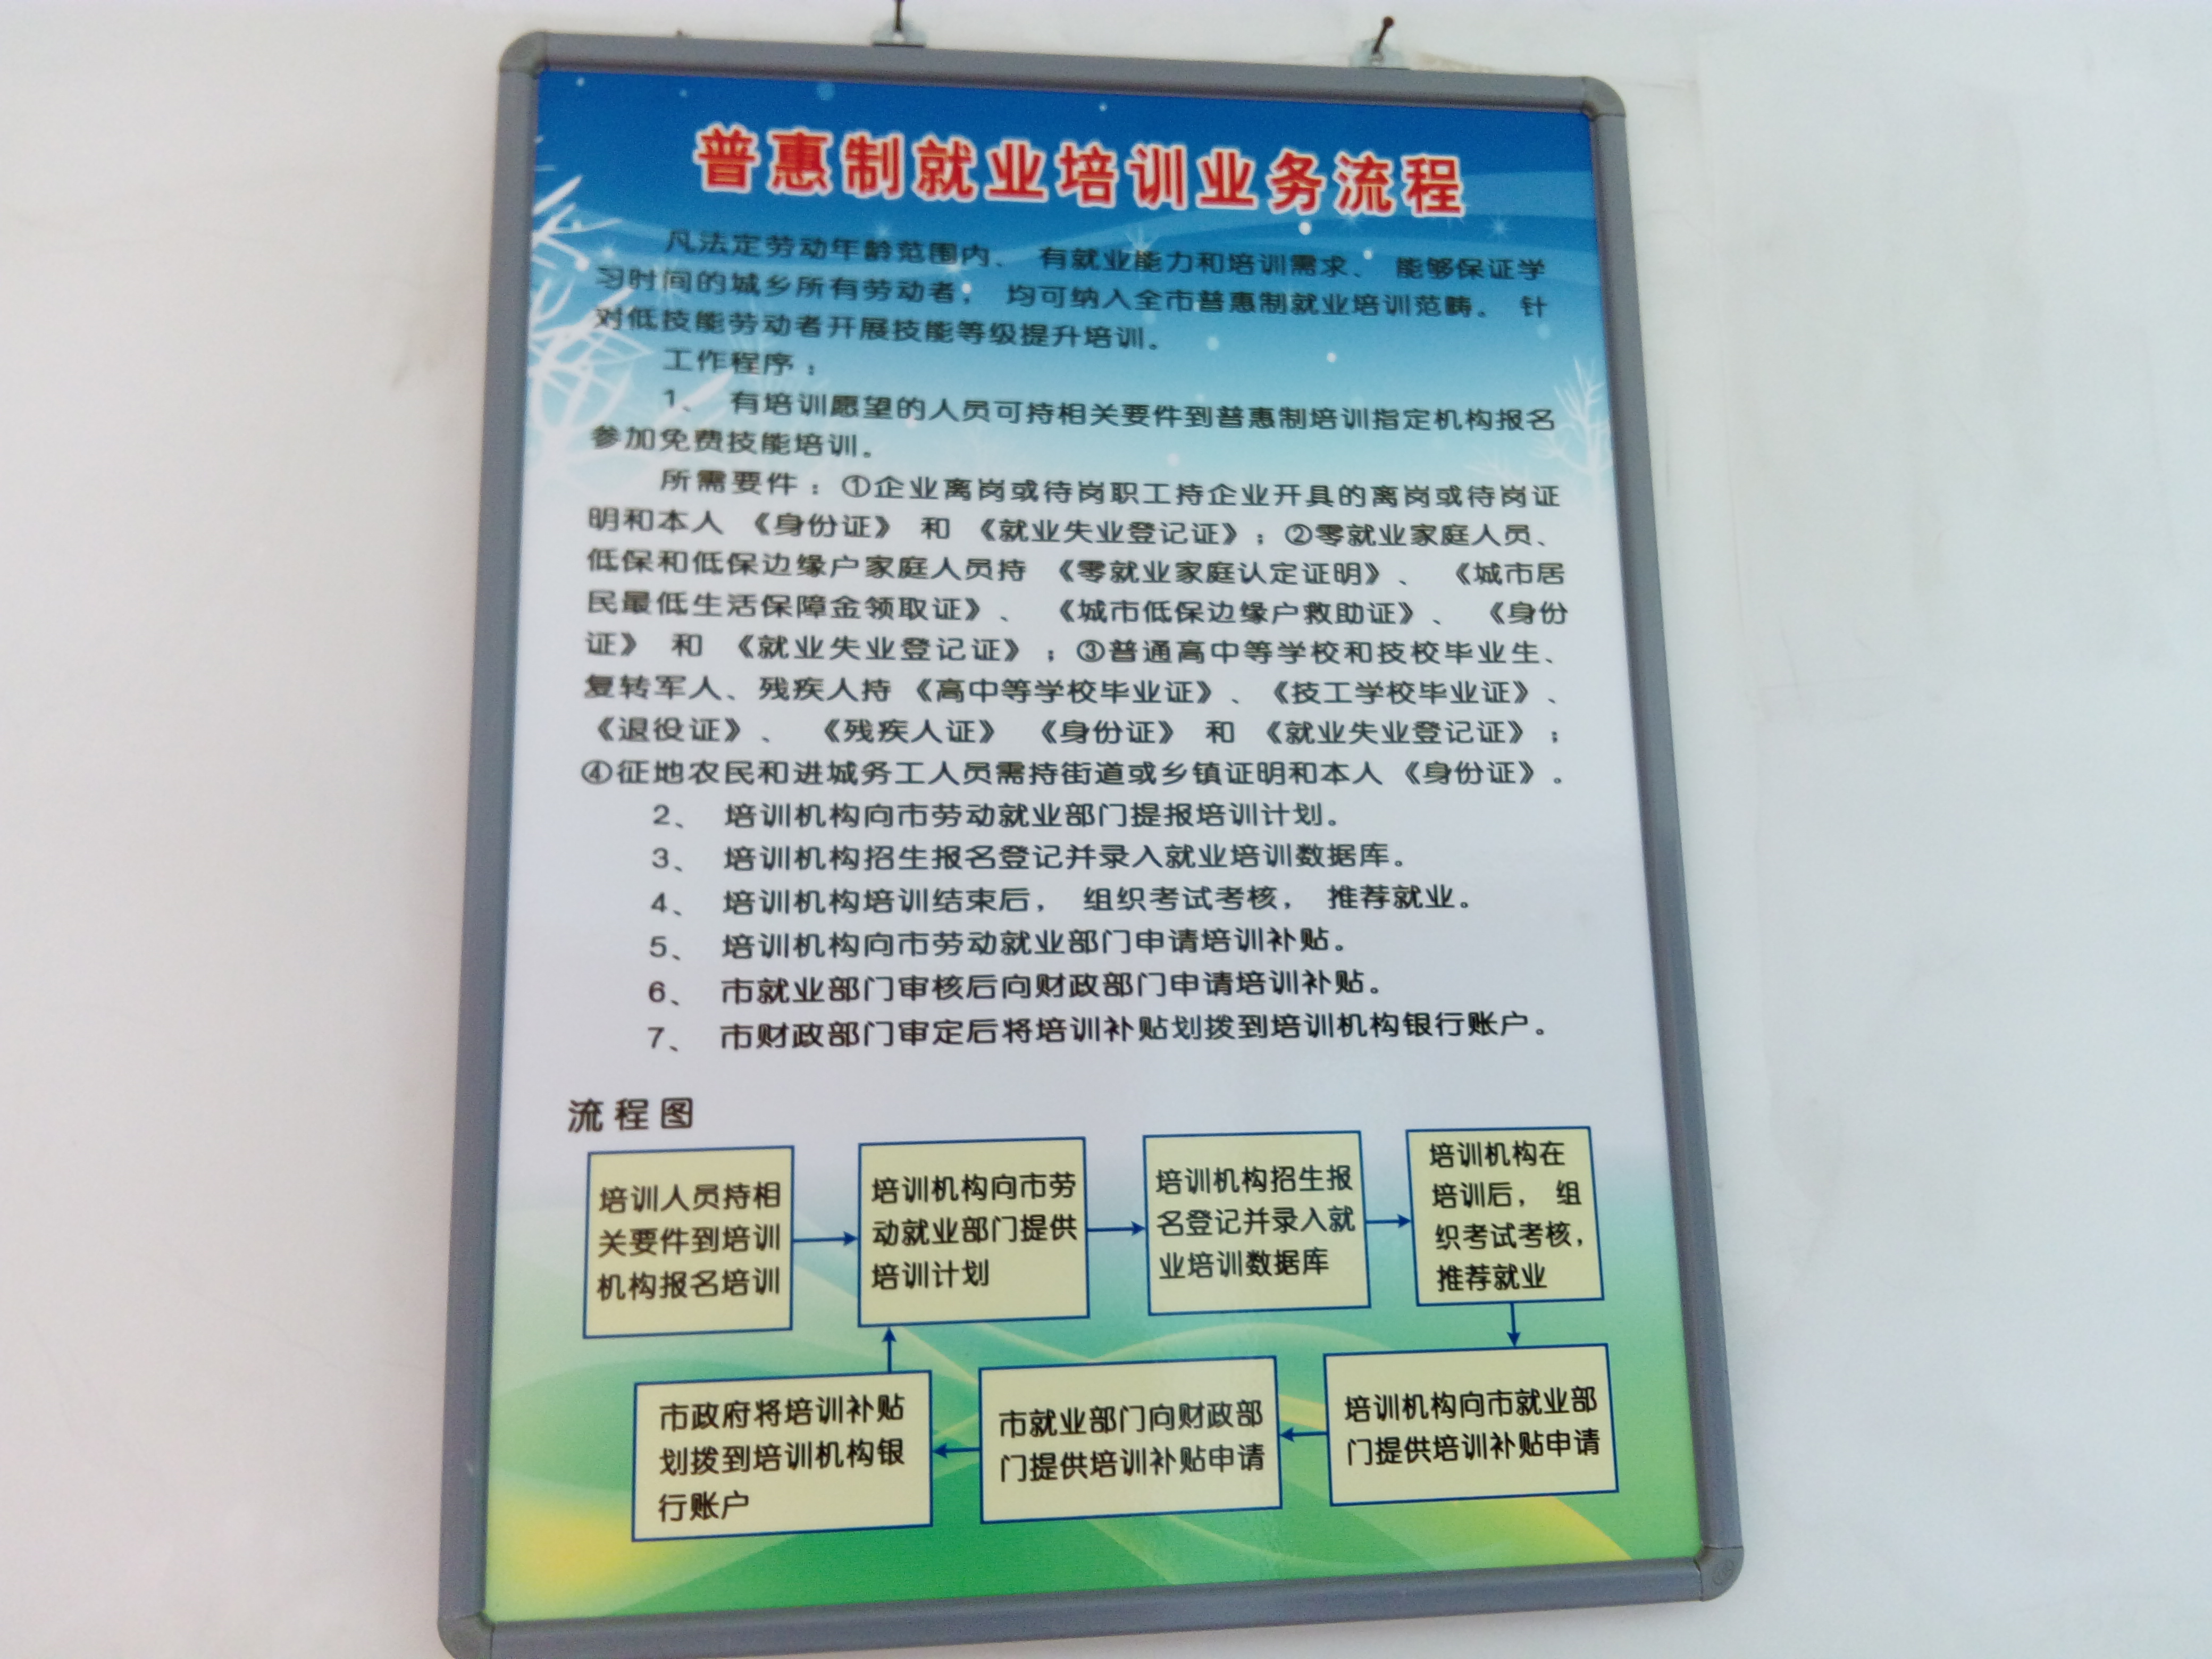 普惠制就业培训业务流程
凡法定劳动年龄范围内、 有就业能力和培训需求、 能够保证学
习时间的城乡所有劳动者， 均可纳入全市普惠制就业培训范畴。 针
对低技能劳动者开展技能等级提升培训。
工作程序：
1、 有培训愿望的人员可持相关要件到普惠制培训指定机构报名
参加免费技能培训。
所需要件：①企业离岗或待岗职工持企业开具的离岗或待岗证
明和本人《身份证》 和 《就业失业登记证》；②零就业家庭人员、
低保和低保边缘户家庭人员持 《零就业家庭认定证明》、 《城市居
民最低生活保障金领取证》、 《城市低保边缘户救助证》、 《身份
证》 和 《就业失业登记证》；③普通高中等学校和技校毕业生、
复转军人、残疾人持《高中等学校毕业证》、《技工学校毕业证》、
《退役证》、 《残疾人证》 《身份证》 和 《就业失业登记证》；
④征地农民和进城务工人员需持街道或乡镇证明和本人《身份证》。
2、 培训机构向市劳动就业部门提报培训计划。
3、 培训机构招生报名登记并录入就业培训数据库。
4、 培训机构培训结束后， 组织考试考核， 推荐就业。
5、 培训机构向市劳动就业部门申请培训补贴。
6、 市就业部门审核后向财政部门申请培训补贴。
7、 市财政部门审定后将培训补贴划拨到培训机构银行账户。
流程图
培训人员持相
关要件到培训
机构报名培训
培训机构向市劳
动就业部门提供
培训计划
培训机构招生报
名登记并录入就
业培训数据库
培训机构在
培训后， 组
织考试考核，
推荐就业
市政府将培训补贴
划拨到培训机构银
行账户
市就业部门向财政部
门提供培训补贴申请
培训机构向市就业部
门提供培训补贴申请